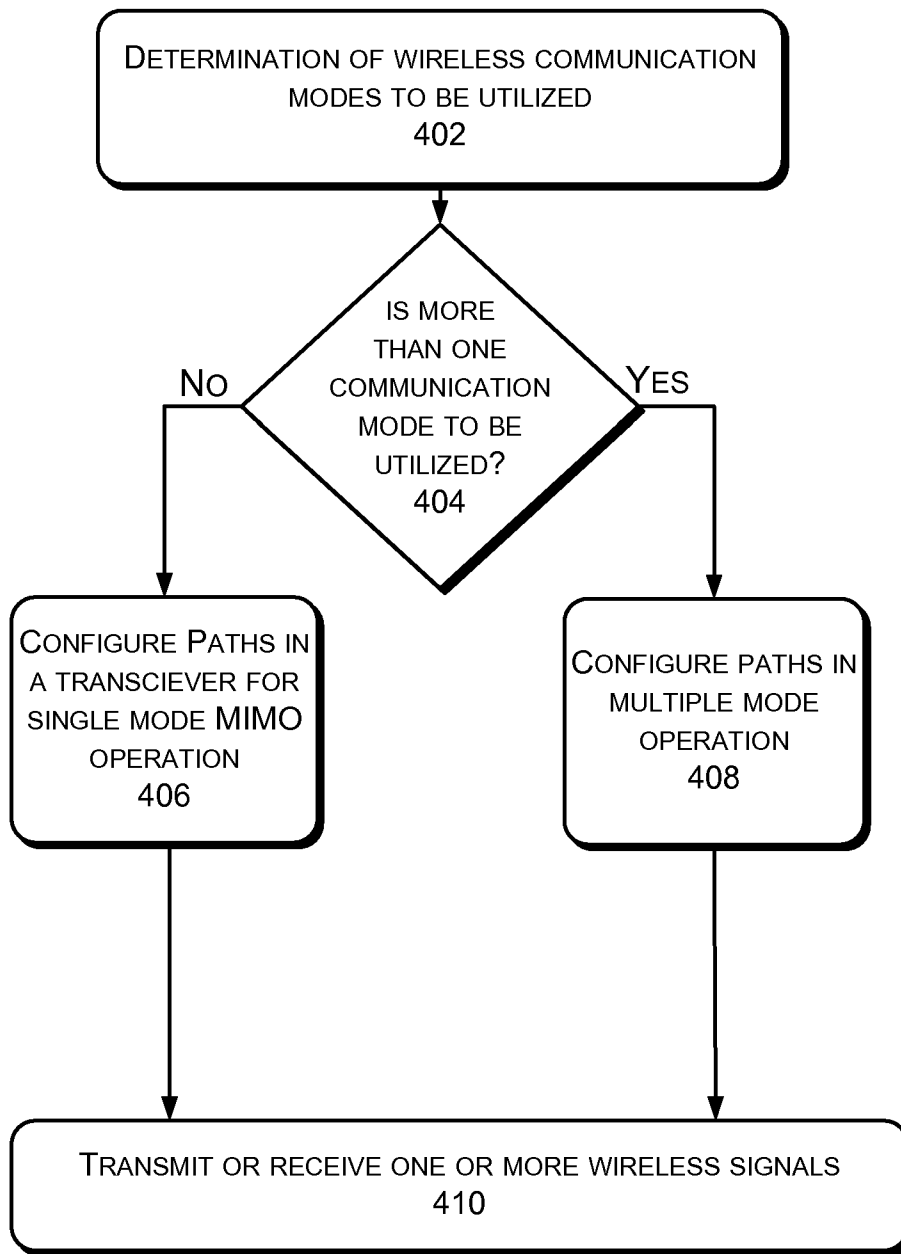 DETERMINATION OF WIRELESS COMMUNICATION
MODES TO BE UTILIZED
402
IS MORE
THAN ONE
COMMUNICATION
MODE TO BE
UTILIZED?
404
NO
YES
CONFIGURE PATHS IN
A TRANSCIEVER FOR
SINGLE MODE MIMO
OPERATION
406
CONFIGURE PATHS IN
MULTIPLE MODE
OPERATION
408
TRANSMIT OR RECEIVE ONE OR MORE WIRELESS SIGNALS
410